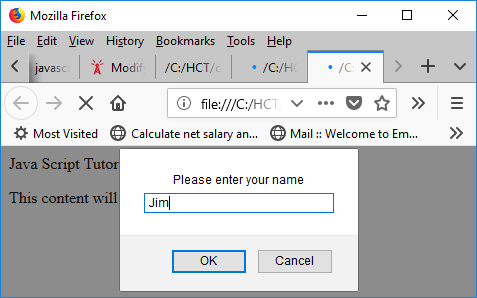 Mozilla Firefox
File Edit View History Bookmarks Tools Help
javasc Modify /C:/HCT/ /C:/HC /C:
file:///C:/HCT/
Most Visited Calculate net salary an... Mail :: Welcome to Em...
Java Script Tutor
This content will
Please enter your name
Jim
OK Cancel